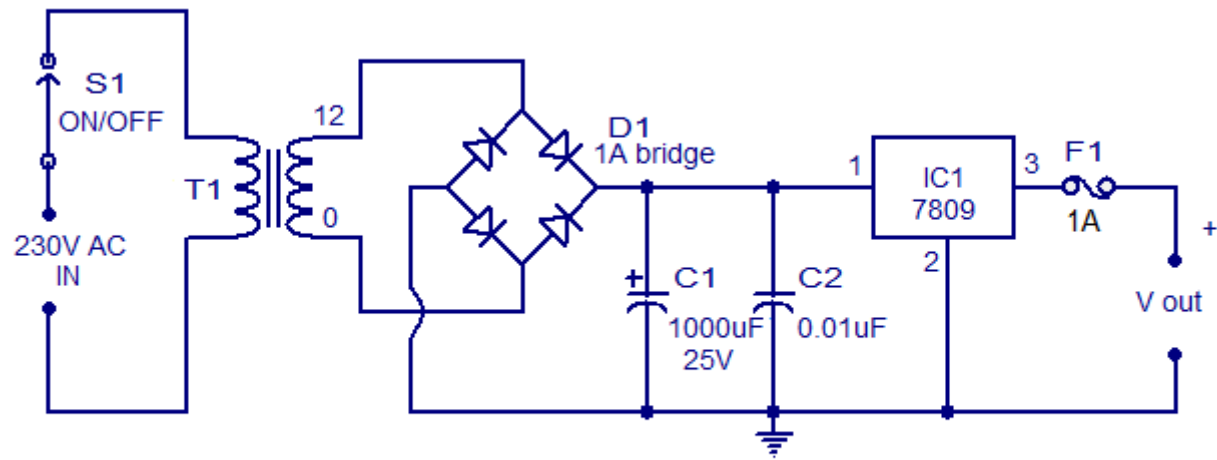 S1
ON/OFF
T1
230V AC
IN
12
0
D1
1A bridge
+
C1
1000uF
25V
C2
0.01uF
1
IC1
7809
2
3
F1
1A
+
V out